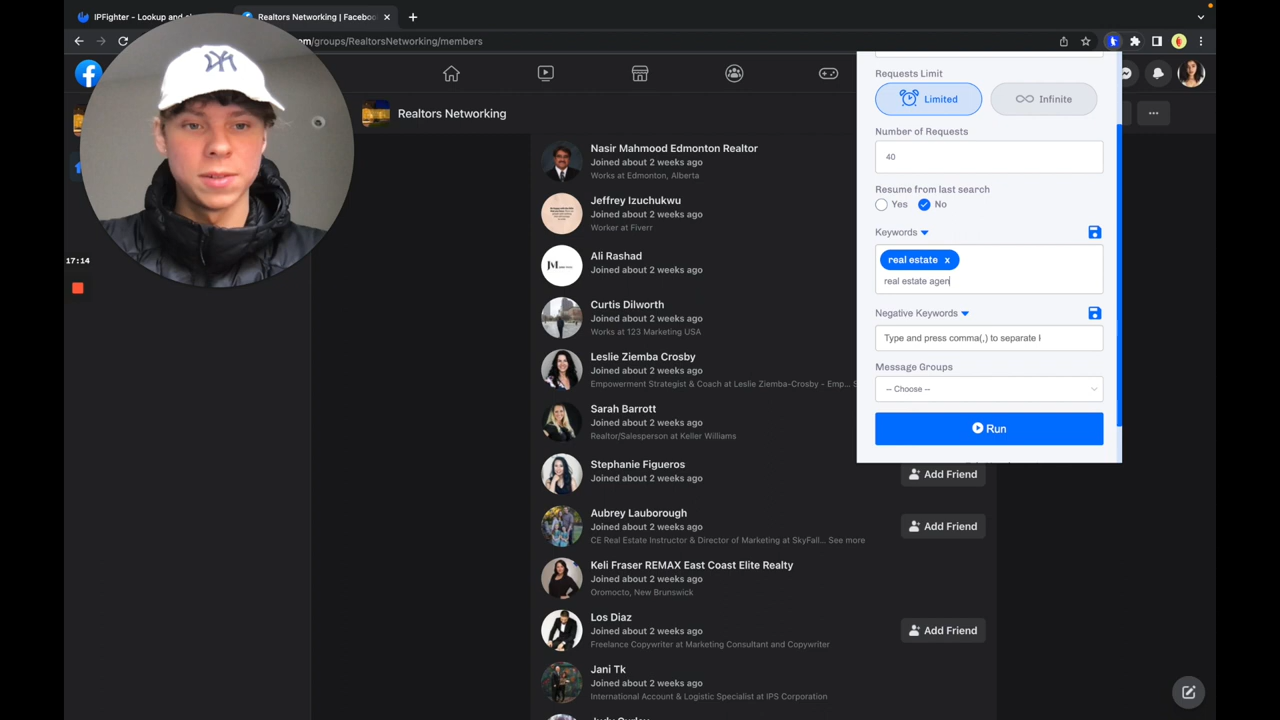 IPFighter - Lookup and c
Realtors Networking | Facebo
om/groups/RealtorsNetworking/members
Realtors Networking
17:14
Nasir Mahmood Edmonton Realtor
Joined about 2 weeks ago
Works at Edmonton, Alberta
Jeffrey Izuchukwu
Joined about 2 weeks ago
Worker at Fiverr
Ali Rashad
Joined about 2 weeks ago
Curtis Dilworth
Joined about 2 weeks ago
Works at 123 Marketing USA
Leslie Ziemba Crosby
Joined about 2 weeks ago
Empowerment Strategist & Coach at Leslie Ziemba-Crosby - Emp...
Sarah Barrott
Joined about 2 weeks ago
Realtor/Salesperson at Keller Williams
Stephanie Figueros
Joined about 2 weeks ago
Add Friend
Aubrey Lauborough
Joined about 2 weeks ago
CE Real Estate Instructor & Director of Marketing at SkyFall... See more
Add Friend
Keli Fraser REMAX East Coast Elite Realty
Joined about 2 weeks ago
Oromocto, New Brunswick
Los Diaz
Joined about 2 weeks ago
Freelance Copywriter at Marketing Consultant and Copywriter
Add Friend
Jani Tk
Joined about 2 weeks ago
International Account & Logistic Specialist at IPS Corporation
Requests Limit
Limited
Infinite
Number of Requests
40
Resume from last search
Yes No
Keywords
real estate x
real estate agen
Negative Keywords
Type and press comma(,) to separate
Message Groups
-- Choose --
Run